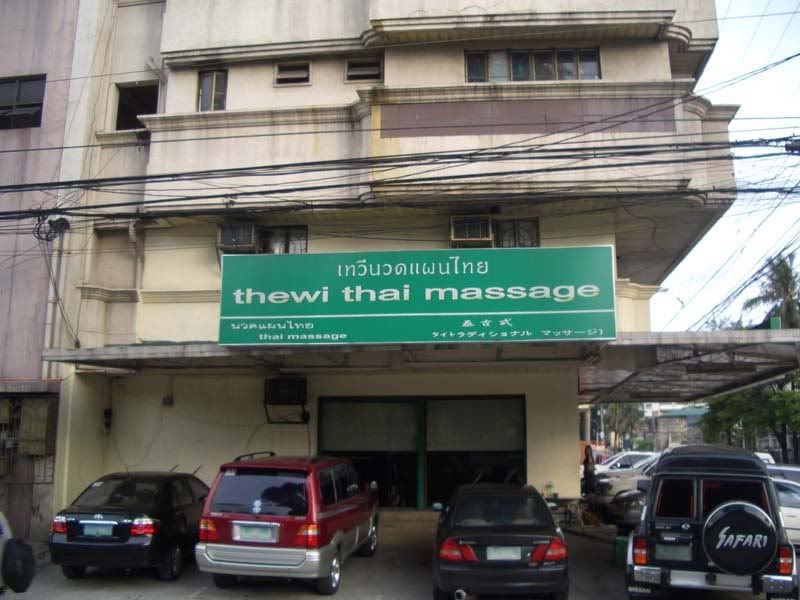 เทวีนวดแผนไทย
thewi thai massage
นวดแผนไทย
thai massage
泰古式
タイトラディショナル マッサージ)
SAFARI
NISSAN
NISSAN